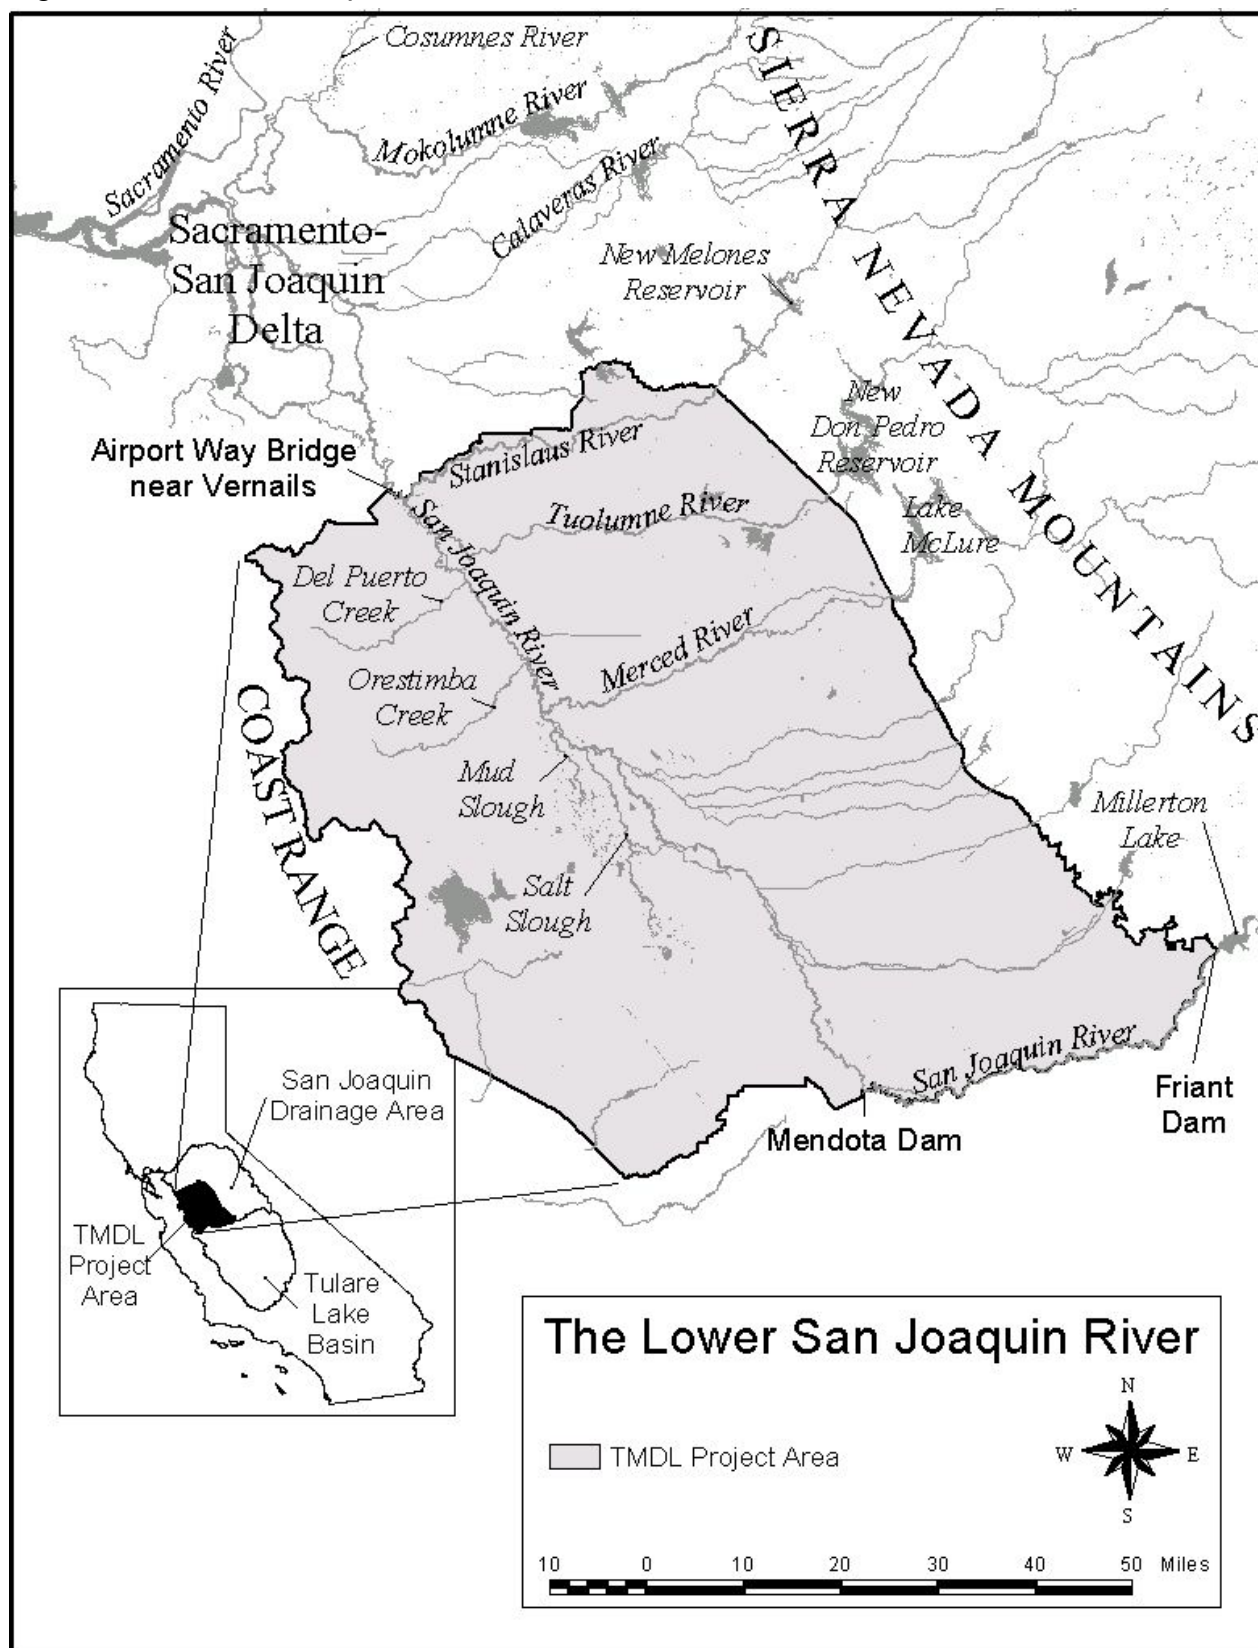 Cosumnes River
Sacramento River
Mokolumne River
Calaveras River
SIERRA NEVADA MOUNTAINS
Sacramento-
San Joaquin
Delta
New Melones
Reservoir
New
Don Pedro
Reservoir
Airport Way Bridge
near Vernails
Stanislaus River
Tuolumne River
Lake
McLure
San Joaquin River
Del Puerto
Creek
Merced River
Orestimba
Creek
COAST RANGE
Mud
Slough
Millerton
Lake
Salt
Slough
San Joaquin River
Friant
Dam
Mendota Dam
San Joaquin
Drainage Area
TMDL
Project
Area
Tulare
Lake
Basin
The Lower San Joaquin River
N
W E
S
TMDL Project Area
10 0 10 20 30 40 50 Miles